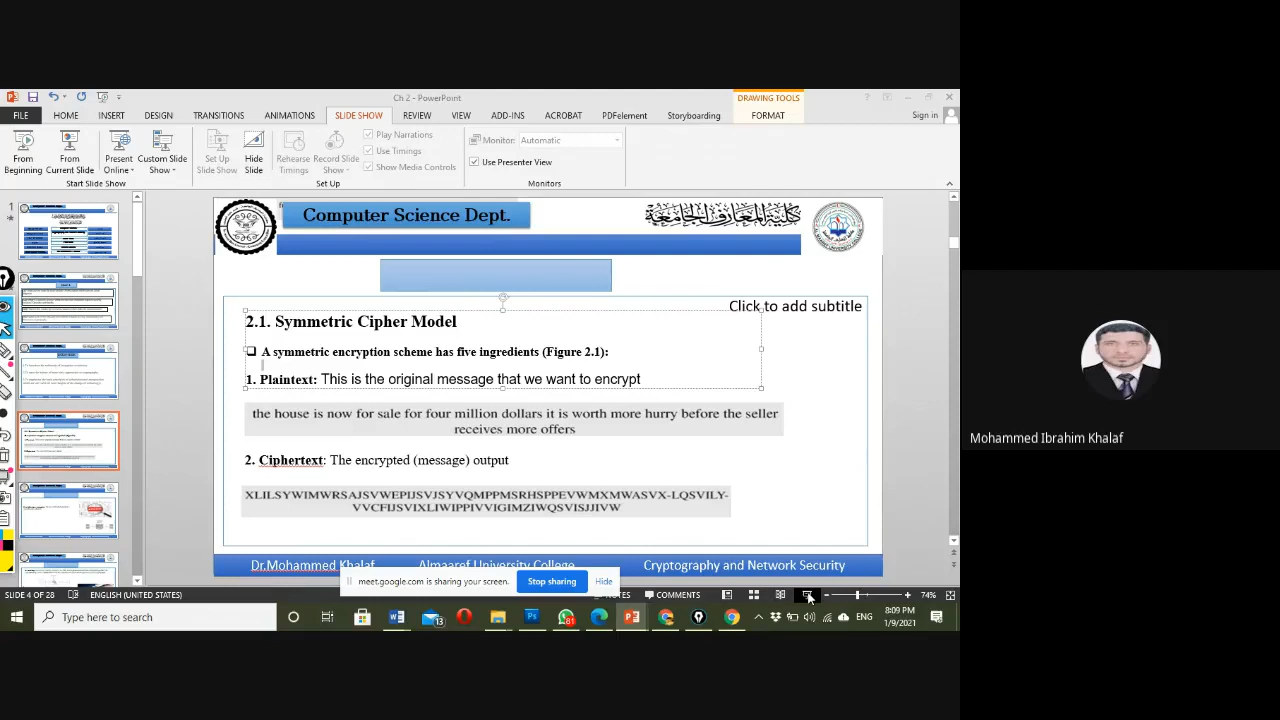 Ch 2 - PowerPoint
DRAWING TOOLS
FILE HOME INSERT DESIGN TRANSITIONS ANIMATIONS SLIDE SHOW REVIEW VIEW ADD-INS ACROBAT PDFelement Storyboarding FORMAT Sign in
From Beginning
From Current Slide
Present Online
Custom Slide Show
Start Slide Show
Set Up Slide Show
Hide Slide
Rehearse Timings
Record Slide Show
Play Narrations
Use Timings
Show Media Controls
Set Up
Monitor: Automatic
Use Presenter View
Monitors
1
Computer Science Dept.
كلية المعارف الجامعة
Click to add subtitle
2.1. Symmetric Cipher Model
❑ A symmetric encryption scheme has five ingredients (Figure 2.1):
1. Plaintext: This is the original message that we want to encrypt
the house is now for sale for four million dollars it is worth more hurry before the seller
receives more offers
2. Ciphertext: The encrypted (message) output
XLILSYWIMWRSAJSVWEPIJSVJSYVQMPPMSRHSPPEVWMXMWASVX-LQSVILY-
VVCFIJSVIXLIWIPPIVVIGIMZIWQSVISJJIVW
Dr.Mohammed Khalaf Almaaref University College Cryptography and Network Security
meet.google.com is sharing your screen. Stop sharing Hide
SLIDE 4 OF 28 ENGLISH (UNITED STATES) COMMENTS 74%
Type here to search
13
81
ENG
8:09 PM
1/9/2021
Mohammed Ibrahim Khalaf